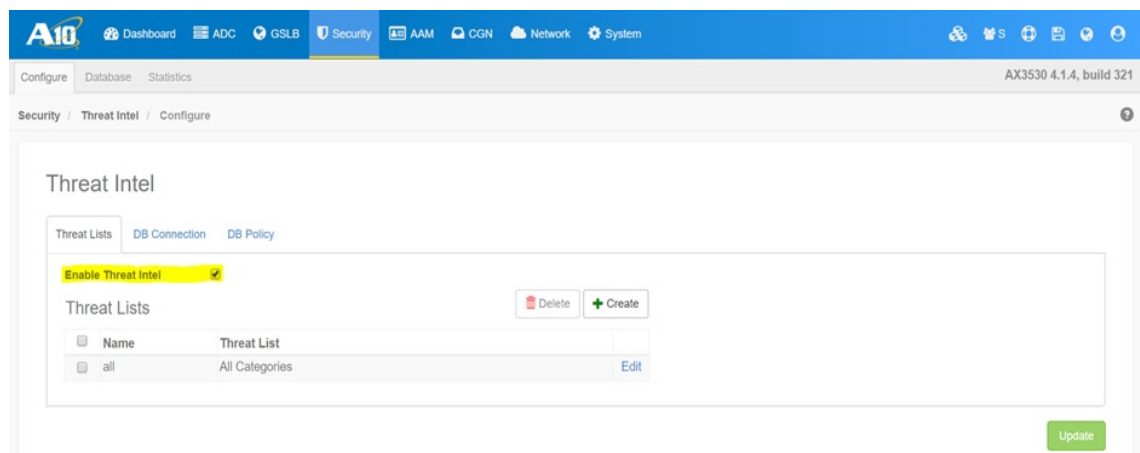 A10 Dashboard ADC GSLB Security AAM CGN Network System S
Configure Database Statistics AX3530 4.1.4, build 321
Security / Threat Intel / Configure
Threat Intel
Threat Lists DB Connection DB Policy
Enable Threat Intel
Threat Lists Delete Create
Name Threat List
all All Categories Edit
Update